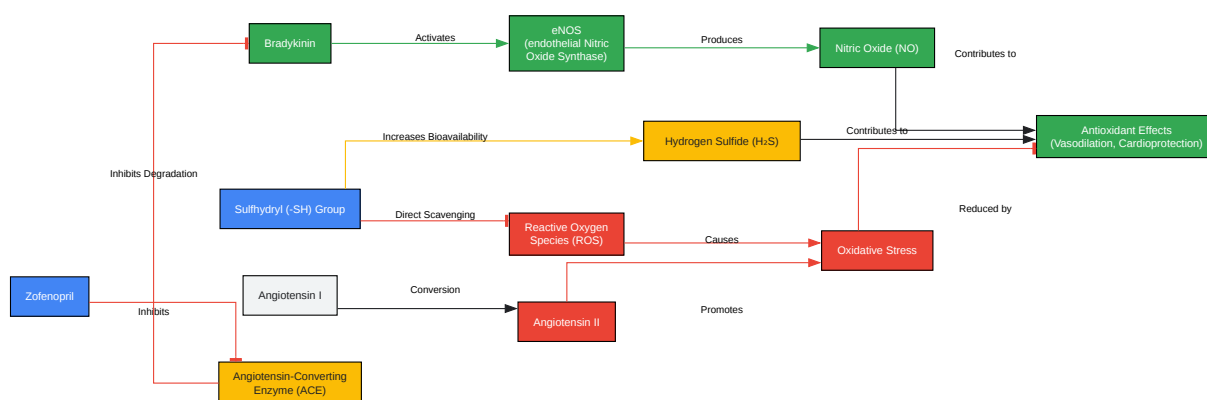 Bradykinin
Activates
eNOS
(endothelial Nitric
Oxide Synthase)
Produces
Nitric Oxide (NO)
Contributes to
Increases Bioavailability
Hydrogen Sulfide (H₂S)
Contributes to
Antioxidant Effects
(Vasodilation, Cardioprotection)
Inhibits Degradation
Sulfhydryl (-SH) Group
Direct Scavenging
Reactive Oxygen
Species (ROS)
Causes
Oxidative Stress
Reduced by
Zofenopril
Inhibits
Angiotensin I
Conversion
Angiotensin II
Promotes
Angiotensin-Converting
Enzyme (ACE)